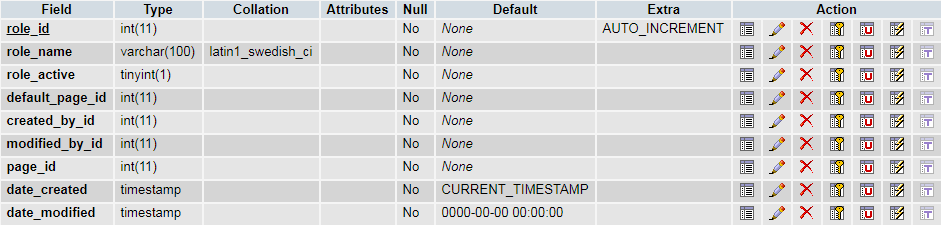 Field Type Collation Attributes Null Default Extra Action
role_id int(11) No None AUTO_INCREMENT
role_name varchar(100) latin1_swedish_ci No None
role_active tinyint(1) No None
default_page_id int(11) No None
created_by_id int(11) No None
modified_by_id int(11) No None
page_id int(11) No None
date_created timestamp No CURRENT_TIMESTAMP
date_modified timestamp No 0000-00-00 00:00:00